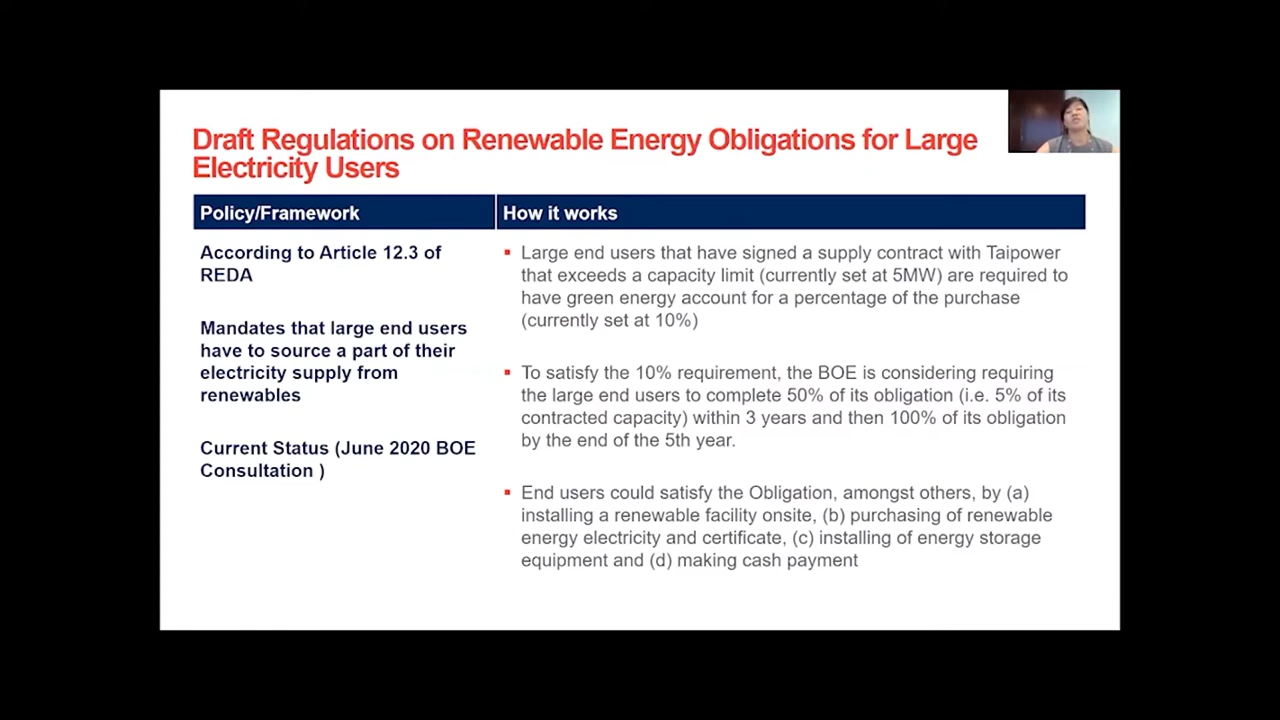 Draft Regulations on Renewable Energy Obligations for Large
Electricity Users
Policy/Framework
How it works
According to Article 12.3 of
REDA
Mandates that large end users
have to source a part of their
electricity supply from
renewables
Current Status (June 2020 BOE
Consultation )
Large end users that have signed a supply contract with Taipower
that exceeds a capacity limit (currently set at 5MW) are required to
have green energy account for a percentage of the purchase
(currently set at 10%)
To satisfy the 10% requirement, the BOE is considering requiring
the large end users to complete 50% of its obligation (i.e. 5% of its
contracted capacity) within 3 years and then 100% of its obligation
by the end of the 5th year.
End users could satisfy the Obligation, amongst others, by (a)
installing a renewable facility onsite, (b) purchasing of renewable
energy electricity and certificate, (c) installing of energy storage
equipment and (d) making cash payment